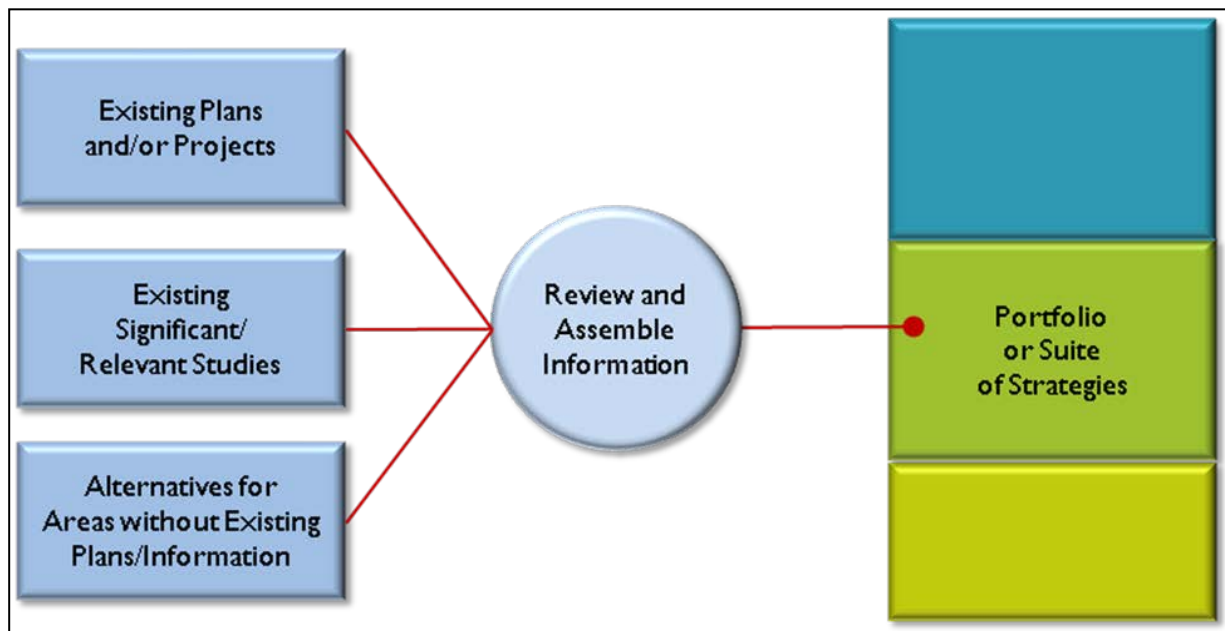 Existing Plans
and/or Projects
Existing
Significant/
Relevant Studies
Alternatives for
Areas without Existing
Plans/Information
Review and
Assemble
Information
Portfolio
or Suite
of Strategies